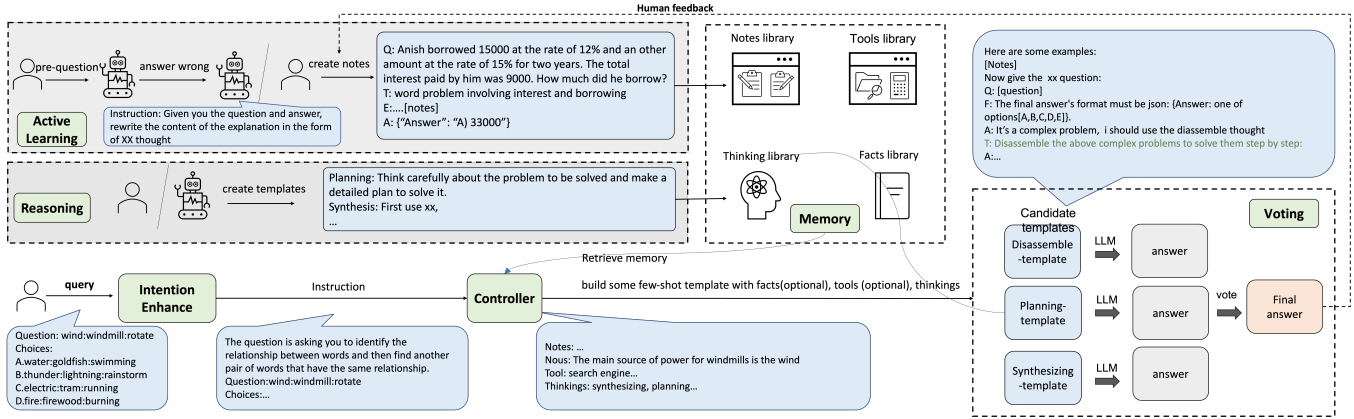 Human feedback
pre-question
answer wrong
create notes
Q: Anish borrowed 15000 at the rate of 12% and an other
amount at the rate of 15% for two years. The total
interest paid by him was 9000. How much did he borrow?
T: word problem involving interest and borrowing
E:....[notes]
A: {“Answer”: “A) 33000”}
Active
Learning
Instruction: Given you the question and answer,
rewrite the content of the explanation in the form
of XX thought
Reasoning
create templates
Planning: Think carefully about the problem to be solved and make a
detailed plan to solve it.
Synthesis: First use xx,
...
Notes library
Tools library
Thinking library
Facts library
Memory
Here are some examples:
[Notes]
Now give the xx question:
Q: [question]
F: The final answer's format must be json: {Answer: one of
options[A,B,C,D,E]}.
A: It's a complex problem, i should use the diassemble thought
T: Disassemble the above complex problems to solve them step by step:
A:...
Voting
Candidate
templates
Disassemble
-template
LLM
answer
Planning-
template
LLM
answer
vote
Final
answer
Synthesizing
-template
LLM
answer
Retrieve memory
query
Intention
Enhance
Instruction
Controller
build some few-shot template with facts(optional), tools (optional), thinkings
Question: wind:windmill:rotate
Choices:
A.water:goldfish:swimming
B.thunder:lightning:rainstorm
C.electric:tram:running
D.fire:firewood:burning
The question is asking you to identify the
relationship between words and then find another
pair of words that have the same relationship.
Question:wind:windmill:rotate
Choices:...
Notes: ...
Nous: The main source of power for windmills is the wind
Tool: search engine...
Thinkings: synthesizing, planning...